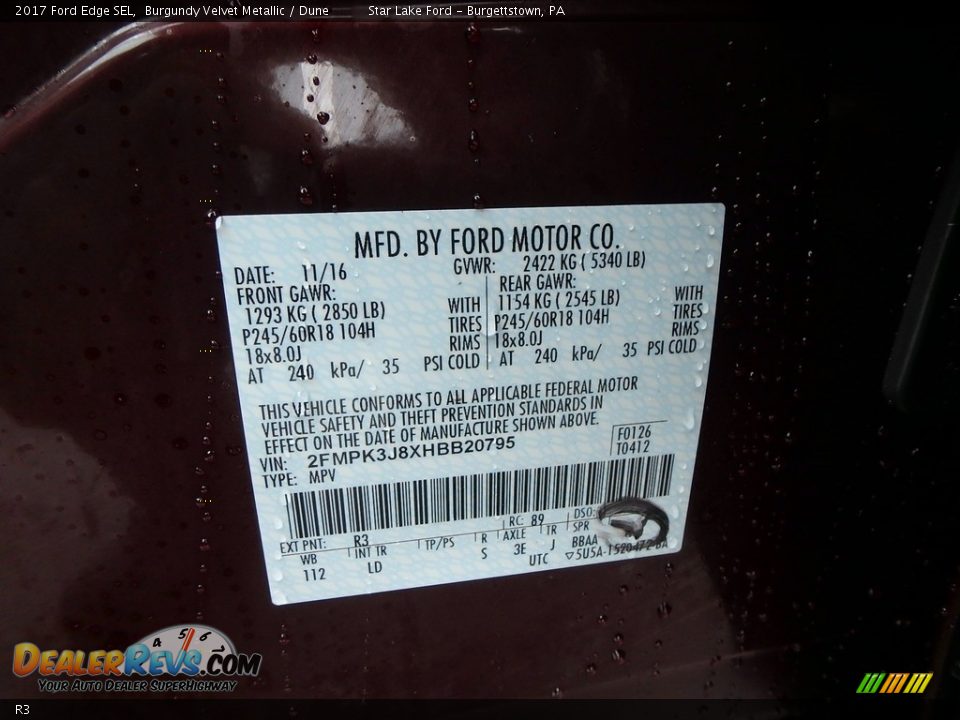 2017 Ford Edge SEL, Burgundy Velvet Metallic / Dune Star Lake Ford - Burgettstown, PA
MFD. BY FORD MOTOR CO.
DATE: 11/16 GVWR: 2422 KG ( 5340 LB)
FRONT GAWR: REAR GAWR:
1293 KG ( 2850 LB) WITH 1154 KG ( 2545 LB) WITH
P245/60R18 104H TIRES P245/60R18 104H TIRES
18x8.0J RIMS 18x8.0J RIMS
AT 240 kPa/ 35 PSI COLD AT 240 kPa/ 35 PSI COLD
THIS VEHICLE CONFORMS TO ALL APPLICABLE FEDERAL MOTOR
VEHICLE SAFETY AND THEFT PREVENTION STANDARDS IN
EFFECT ON THE DATE OF MANUFACTURE SHOWN ABOVE.
VIN: 2FMPK3J8XHBB20795 F0126
TYPE: MPV T0412
EXT PNT: R3 RC: 89 DSO:
WB INT TR TP/PS R AXLE TR SPR
112 LD S 3E J BBAA
UTC ▽5U5A-1520472-BA
4 5 6
DEALERREVS.COM
YOUR AUTO DEALER SUPERHIGHWAY
R3